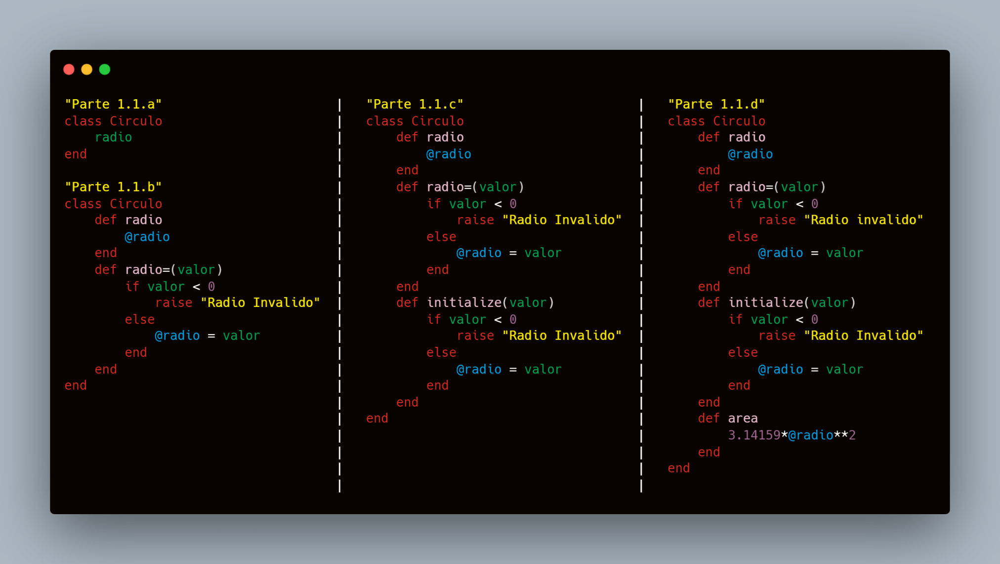 "Parte 1.1.a"
class Circulo
    radio
end

"Parte 1.1.b"
class Circulo
    def radio
        @radio
    end
    def radio=(valor)
        if valor < 0
            raise "Radio Invalido"
        else
            @radio = valor
        end
    end
end

"Parte 1.1.c"
class Circulo
    def radio
        @radio
    end
    def radio=(valor)
        if valor < 0
            raise "Radio Invalido"
        else
            @radio = valor
        end
    end
    def initialize(valor)
        if valor < 0
            raise "Radio Invalido"
        else
            @radio = valor
        end
    end
end

"Parte 1.1.d"
class Circulo
    def radio
        @radio
    end
    def radio=(valor)
        if valor < 0
            raise "Radio invalido"
        else
            @radio = valor
        end
    end
    def initialize(valor)
        if valor < 0
            raise "Radio Invalido"
        else
            @radio = valor
        end
    end
    def area
        3.14159*@radio**2
    end
end